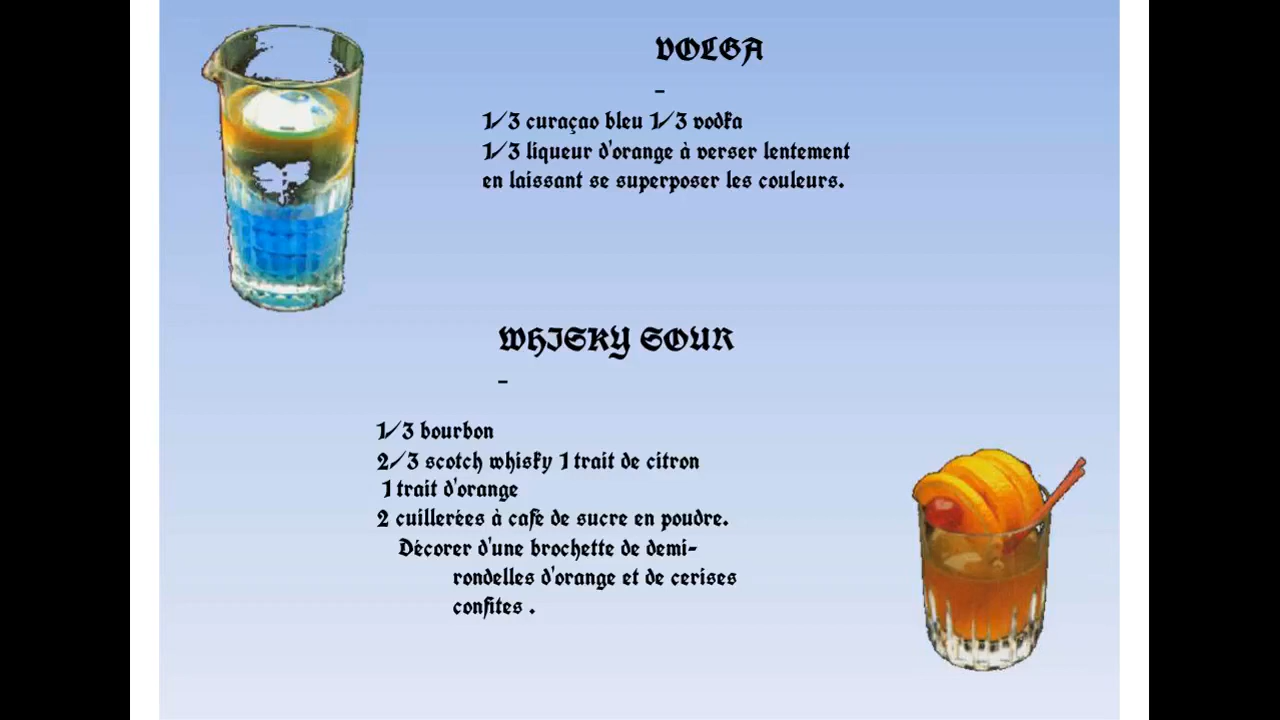 VOLGA
-
1/3 curaçao bleu 1/3 vodka
1/3 liqueur d'orange à verser lentement
en laissant se superposer les couleurs.
WHISKY SOUR
-
1/3 bourbon
2/3 scotch whisky 1 trait de citron
1 trait d'orange
2 cuillerées à café de sucre en poudre.
Décorer d'une brochette de demi-
rondelles d'orange et de cerises
confites .